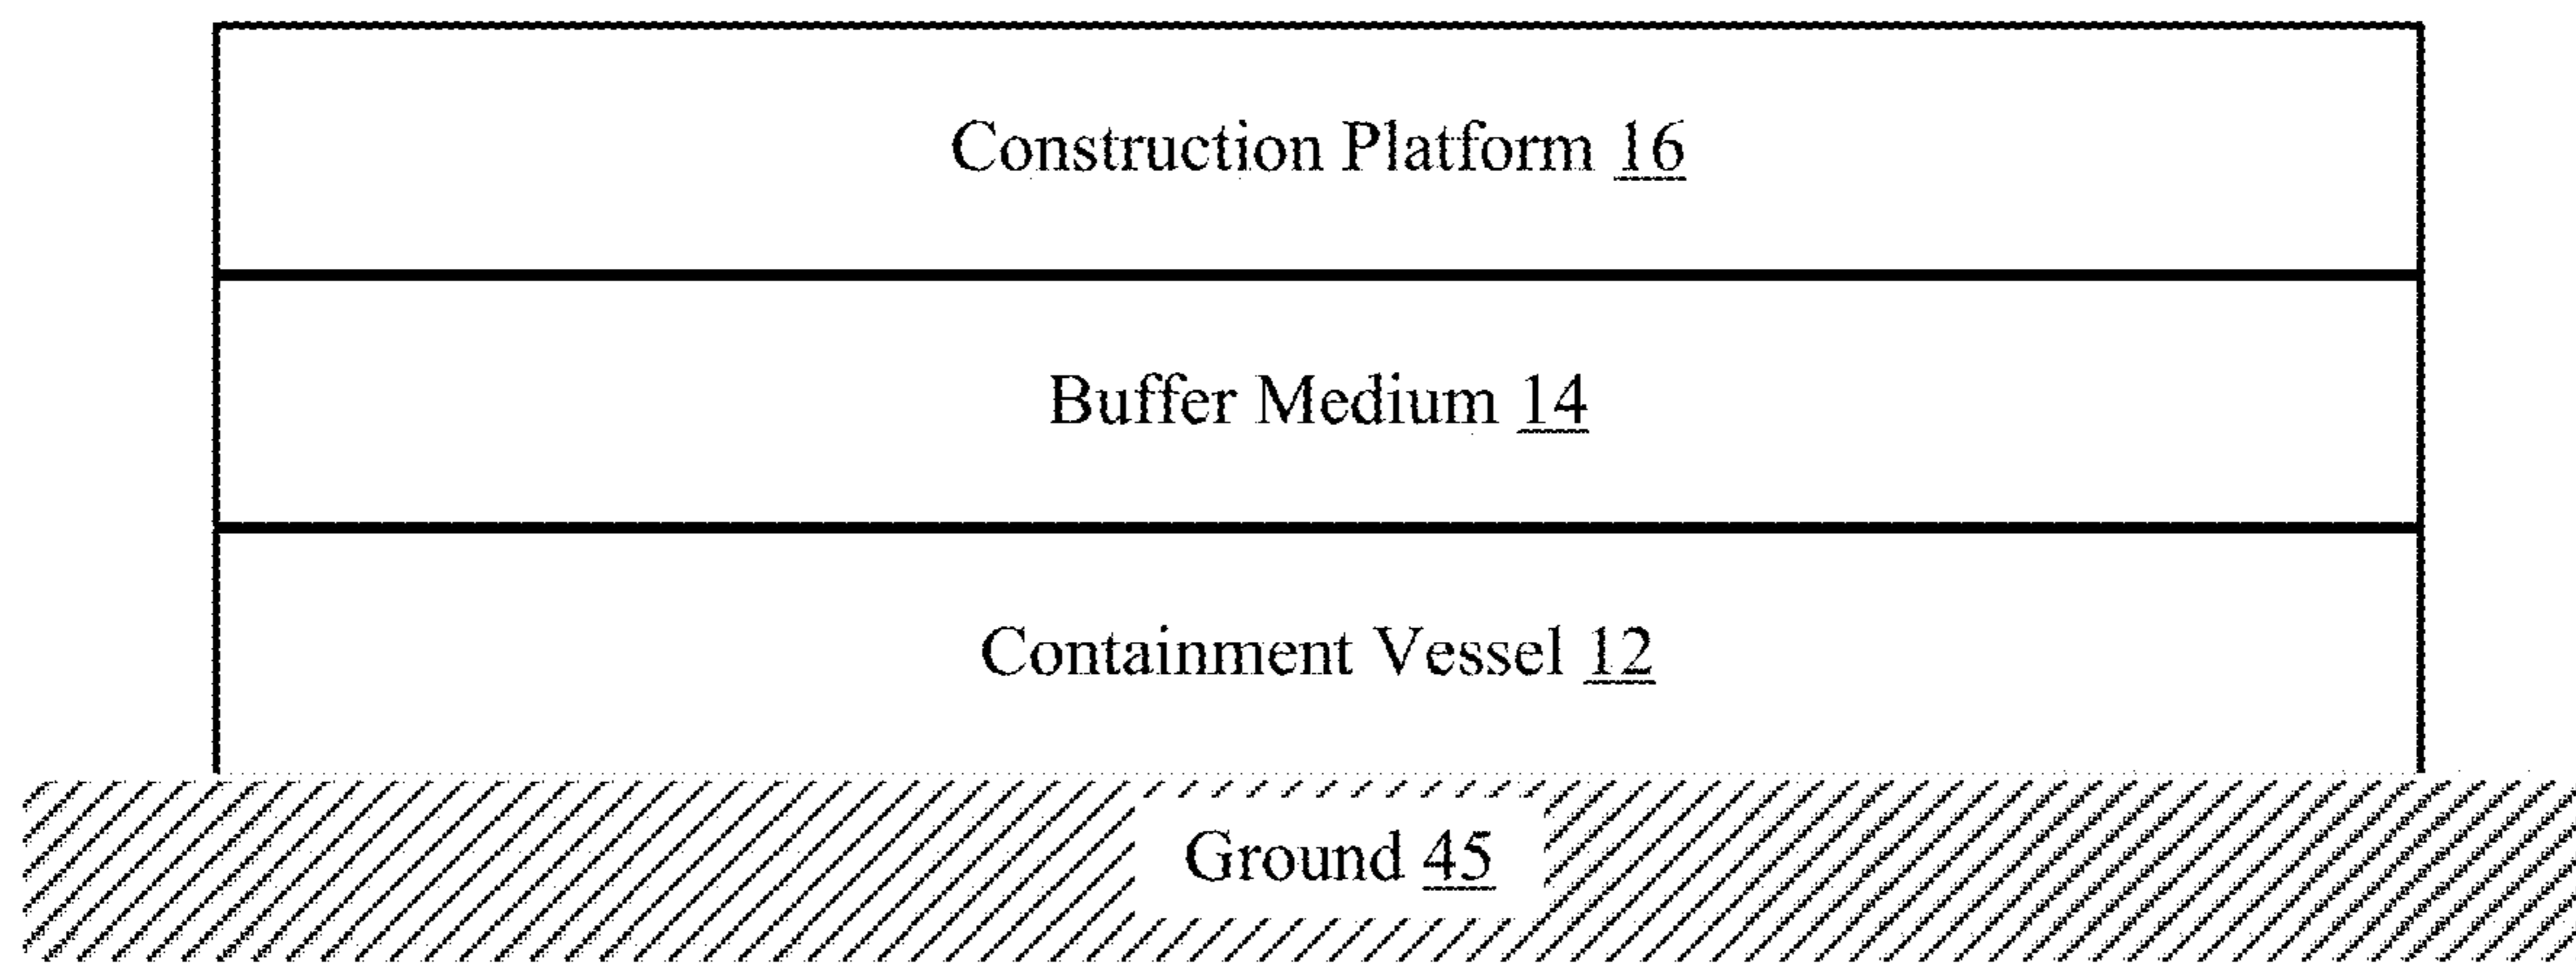 Construction Platform 16
Buffer Medium 14
Containment Vessel 12
Ground 45